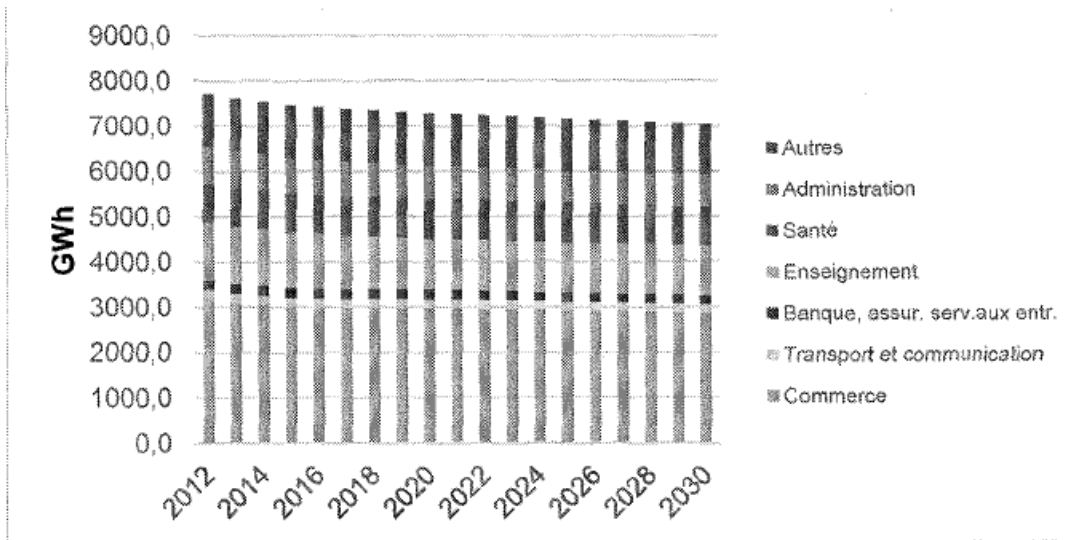 9000,0
8000,0
7000,0
6000,0
5000,0
4000,0
3000,0
2000,0
1000,0
0,0
GWh
2012
2014
2016
2018
2020
2022
2024
2026
2028
2030
Autres
Administration
Santé
Enseignement
Banque, assur. serv.aux entr.
Transport et communication
Commerce